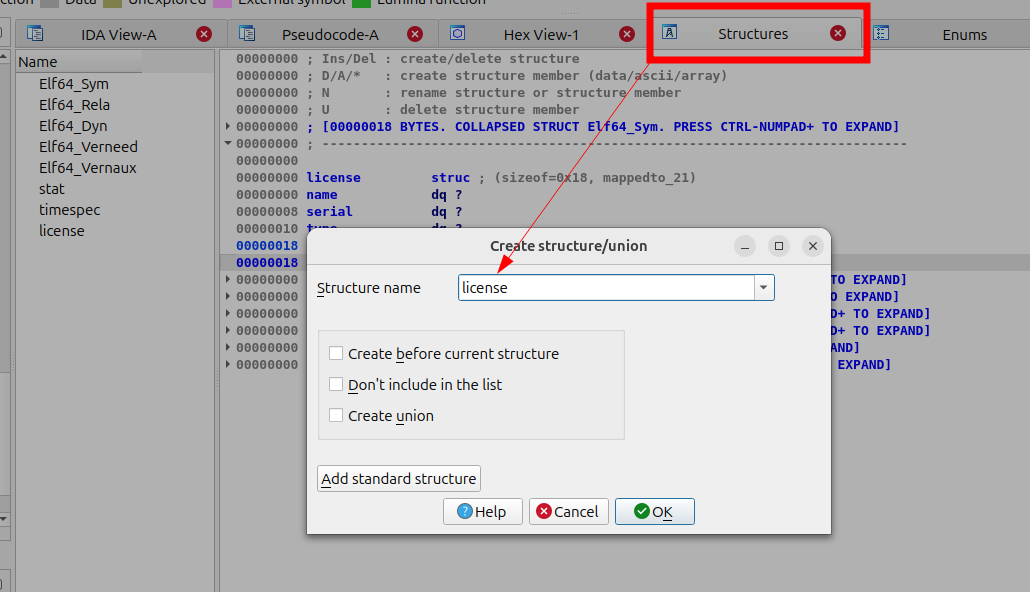 ction Data Unexplored External symbol Lumina function
IDA View-A Pseudocode-A Hex View-1 Structures Enums
Name
Elf64_Sym
Elf64_Rela
Elf64_Dyn
Elf64_Verneed
Elf64_Vernaux
stat
timespec
license
00000000 ; Ins/Del : create/delete structure
00000000 ; D/A/* : create structure member (data/ascii/array)
00000000 ; N : rename structure or structure member
00000000 ; U : delete structure member
00000000 ; [00000018 BYTES. COLLAPSED STRUCT Elf64_Sym. PRESS CTRL-NUMPAD+ TO EXPAND]
00000000 ; ---------------------------------------------------------------------------
00000000
00000000 license struc ; (sizeof=0x18, mappedto_21)
00000000 name dq ?
00000008 serial dq ?
00000010 type dq ?
00000018
00000018
00000000 TO EXPAND]
00000000 O EXPAND]
00000000 D+ TO EXPAND]
00000000 D+ TO EXPAND]
00000000 AND]
00000000 EXPAND]
Create structure/union
Structure name license
Create before current structure
Don't include in the list
Create union
Add standard structure
Help Cancel OK